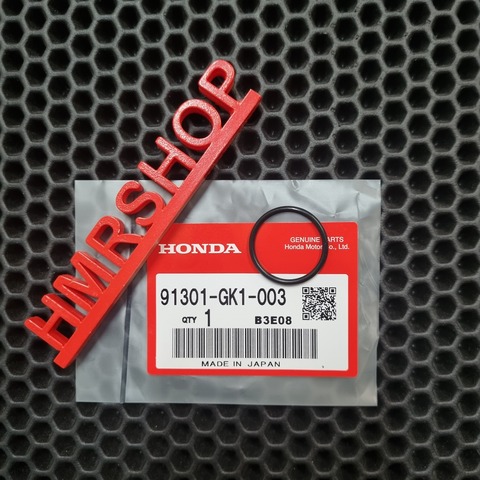 HMRSHOP
HONDA
GENUINE PARTS
Honda Motor Co., Ltd.
91301-GK1-003
QTY 1 B3E08
MADE IN JAPAN